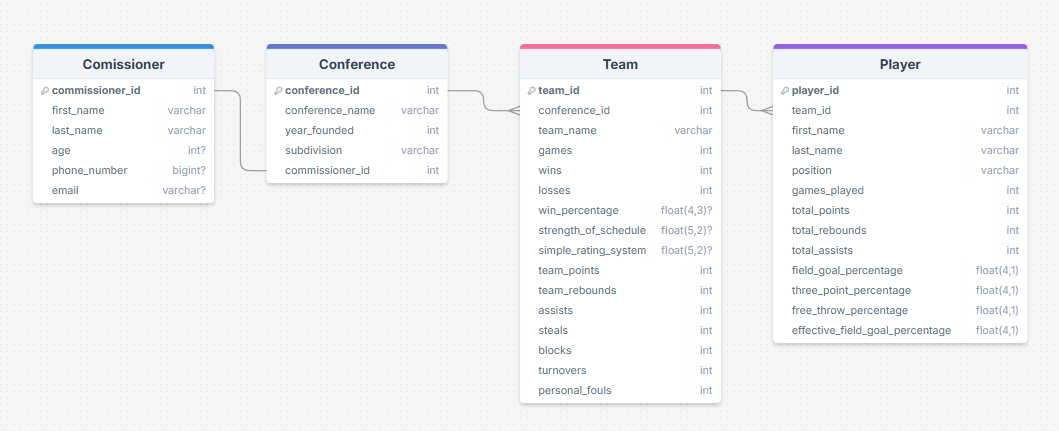 Comissioner
commissioner_id int
first_name varchar
last_name varchar
age int?
phone_number bigint?
email varchar?
Conference
conference_id int
conference_name varchar
year_founded int
subdivision varchar
commissioner_id int
Team
team_id int
conference_id int
team_name varchar
games int
wins int
losses int
win_percentage float(4,3)?
strength_of_schedule float(5,2)?
simple_rating_system float(5,2)?
team_points int
team_rebounds int
assists int
steals int
blocks int
turnovers int
personal_fouls int
Player
player_id int
team_id int
first_name varchar
last_name varchar
position varchar
games_played int
total_points int
total_rebounds int
total_assists int
field_goal_percentage float(4,1)
three_point_percentage float(4,1)
free_throw_percentage float(4,1)
effective_field_goal_percentage float(4,1)